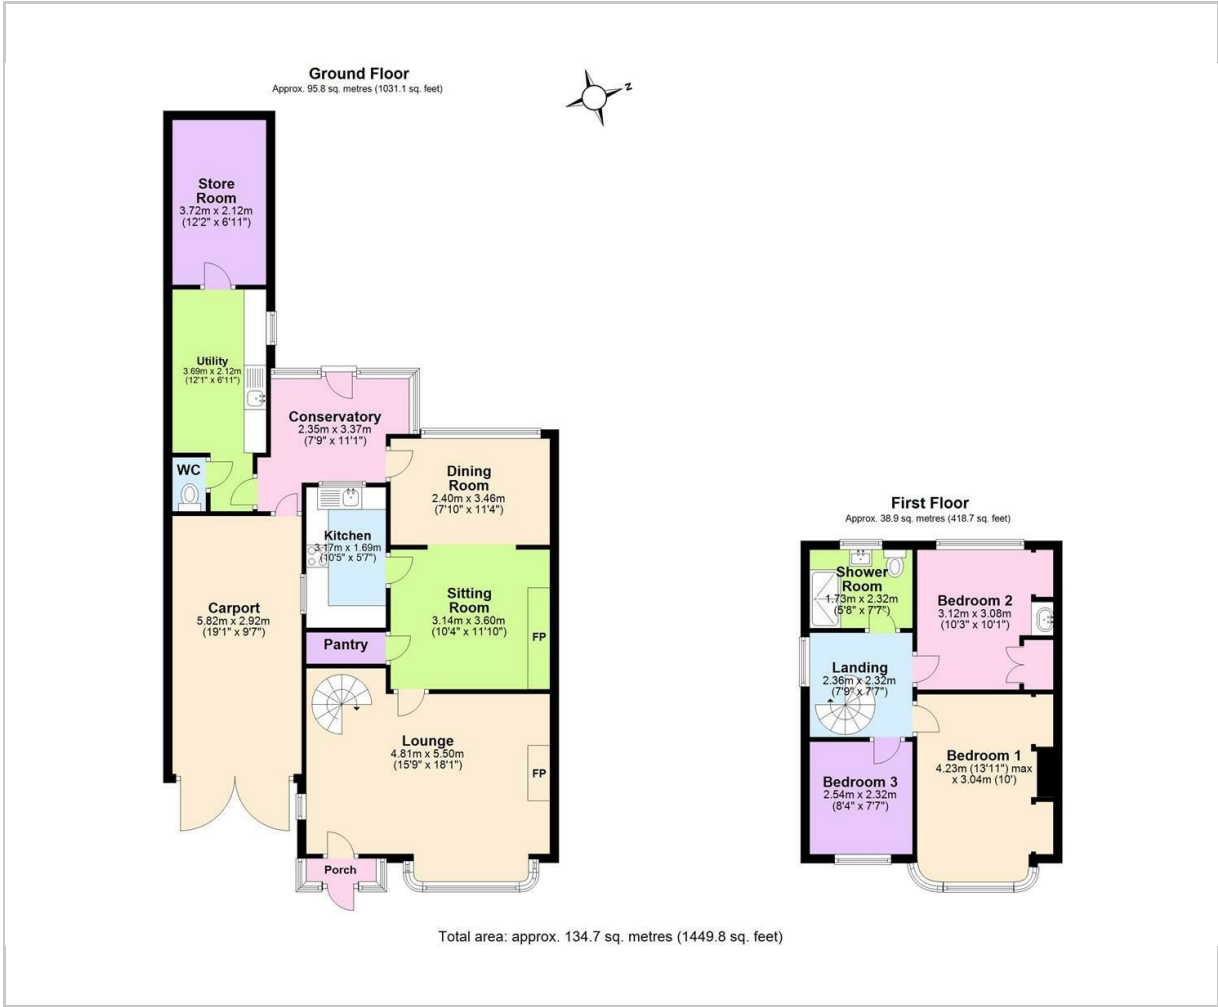 Ground Floor
Approx. 95.8 sq. metres (1031.1 sq. feet)
N
Store
Room
3.72m x 2.12m
(12'2" x 6'11")
Utility
3.69m x 2.12m
(12'1" x 6'11")
Conservatory
2.35m x 3.37m
(7'9" x 11'1")
WC
Dining
Room
2.40m x 3.46m
(7'10" x 11'4")
Kitchen
3.17m x 1.69m
(10'5" x 5'7")
Sitting
Room
3.14m x 3.60m
(10'4" x 11'10")
FP
Carport
5.82m x 2.92m
(19'1" x 9'7")
Pantry
Lounge
4.81m x 5.50m
(15'9" x 18'1")
FP
Porch
First Floor
Approx. 38.9 sq. metres (418.7 sq. feet)
Shower
Room
1.73m x 2.32m
(5'8" x 7'7")
Bedroom 2
3.12m x 3.08m
(10'3" x 10'1")
Landing
2.36m x 2.32m
(7'9" x 7'7")
Bedroom 1
4.23m (13'11") max
x 3.04m (10')
Bedroom 3
2.54m x 2.32m
(8'4" x 7'7")
Total area: approx. 134.7 sq. metres (1449.8 sq. feet)